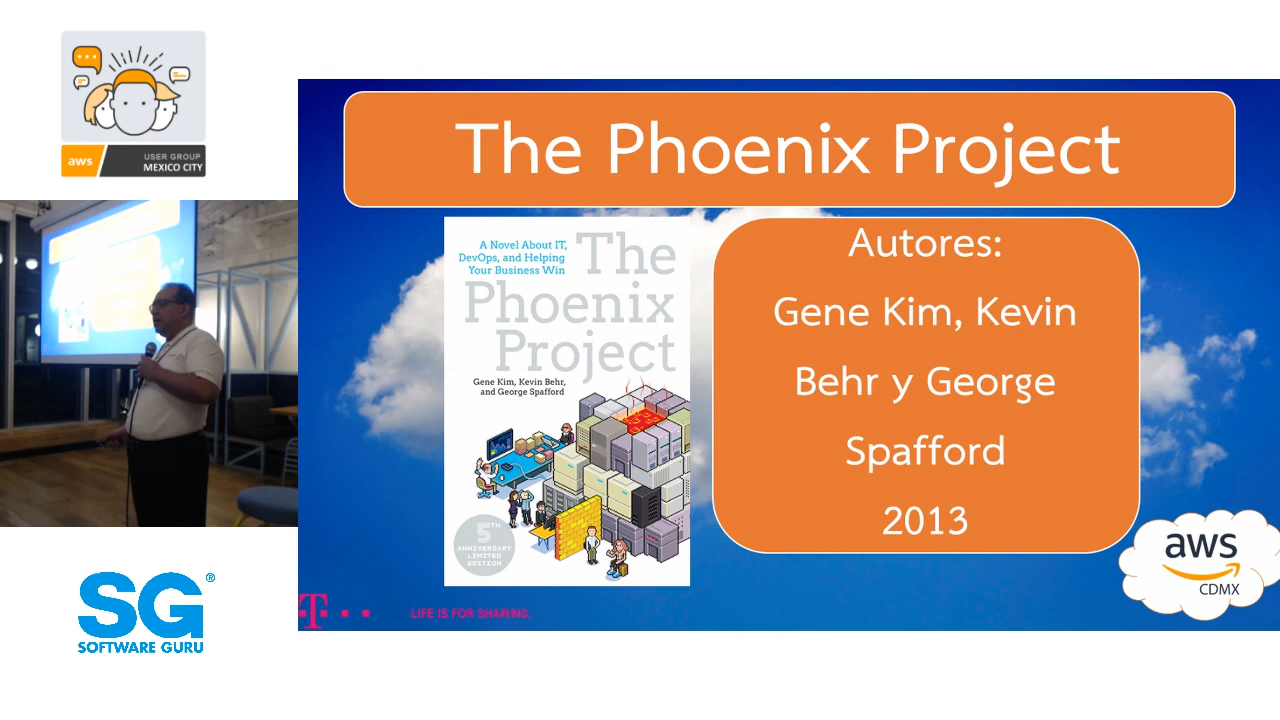 aws
USER GROUP
MEXICO CITY
SG®
SOFTWARE GURU
The Phoenix Project
A Novel About IT,
DevOps, and Helping
Your Business Win
The
Phoenix
Project
Gene Kim, Kevin Behr,
and George Spafford
5TH
ANNIVERSARY
LIMITED
EDITION
Autores:
Gene Kim, Kevin
Behr y George
Spafford
2013
aws
CDMX
T
LIFE IS FOR SHARING.